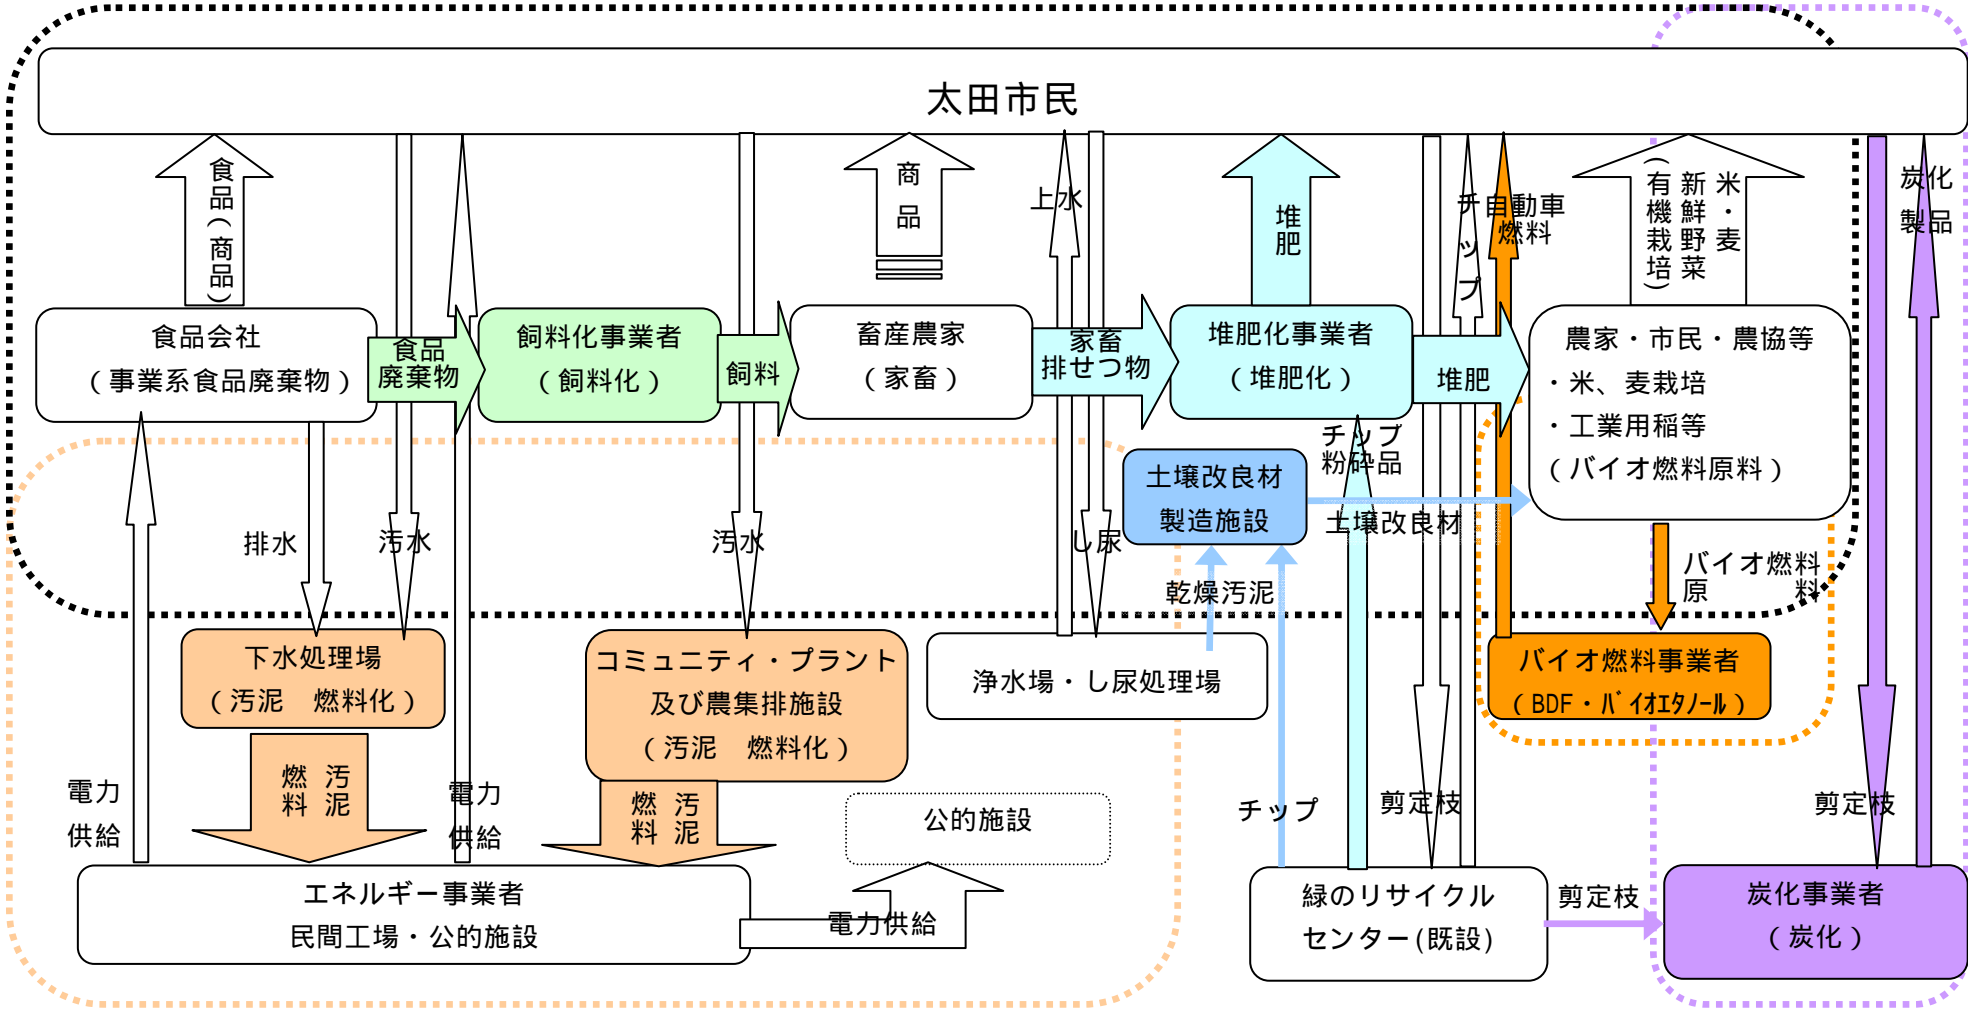 太田市民
食品(商品)
商品
上水
堆肥
チップ
自動車
燃料
米・麦
新鮮野菜
(有機栽培)
炭化
製品
食品会社
(事業系食品廃棄物)
食品
廃棄物
飼料化事業者
(飼料化)
飼料
畜産農家
(家畜)
家畜
排せつ物
堆肥化事業者
(堆肥化)
堆肥
農家・市民・農協等
・米、麦栽培
・工業用稲等
(バイオ燃料原料)
チップ
粉砕品
土壌改良材
製造施設
土壌改良材
排水
汚水
汚水
し尿
乾燥汚泥
バイオ燃料
原料
下水処理場
(汚泥 燃料化)
コミュニティ・プラント
及び農集排施設
(汚泥 燃料化)
浄水場・し尿処理場
バイオ燃料事業者
(BDF・バイオエタノール)
電力
供給
汚泥
燃料
電力
供給
汚泥
燃料
公的施設
チップ
剪定枝
剪定枝
エネルギー事業者
民間工場・公的施設
電力供給
緑のリサイクル
センター(既設)
剪定枝
炭化事業者
(炭化)